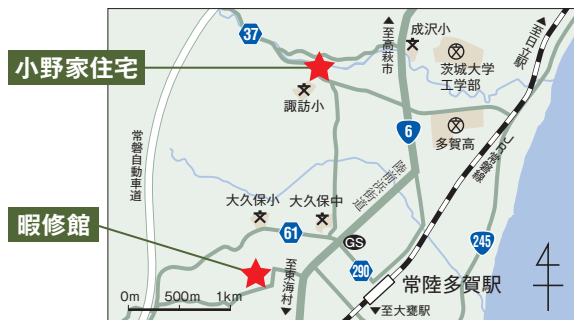 小野家住宅
暇修館
37
諏訪小
▲至高萩市
成沢小
茨城大学
工学部
多賀高
▲至日立駅
常磐自動車道
6
陸前浜街道
JR常磐線
大久保小
大久保中
61
GS
290
245
常陸多賀駅
至東海村▼
▼至大甕駅
0m 500m 1km